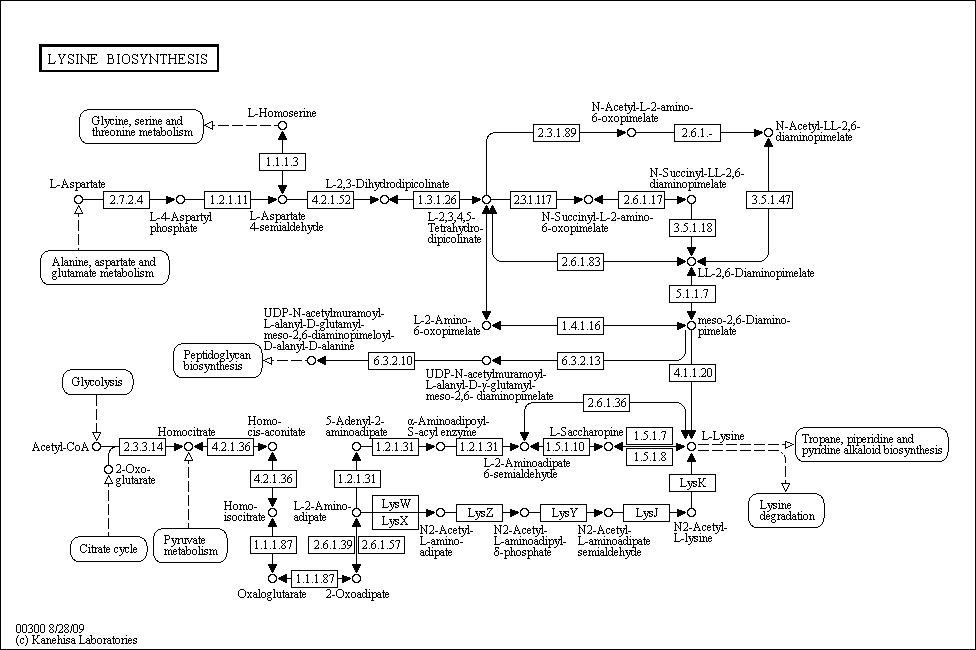 LYSINE BIOSYNTHESIS
Glycine, serine and
threonine metabolism
L-Homoserine
1.1.1.3
N-Acetyl-L-2-amino-
6-oxopimelate
2.3.1.89
2.6.1.-
N-Acetyl-LL-2,6-
diaminopimelate
L-Aspartate
2.7.2.4
L-4-Aspartyl
phosphate
1.2.1.11
L-Aspartate
4-semialdehyde
4.2.1.52
L-2,3-Dihydrodipicolinate
1.3.1.26
L-2,3,4,5-
Tetrahydro-
dipicolinate
2.3.1.117
N-Succinyl-L-2-amino-
6-oxopimelate
2.6.1.17
N-Succinyl-LL-2,6-
diaminopimelate
3.5.1.47
3.5.1.18
Alanine, aspartate and
glutamate metabolism
2.6.1.83
LL-2,6-Diaminopimelate
5.1.1.7
UDP-N-acetylmuramoyl-
L-alanyl-D-glutamyl-
meso-2,6-diaminopimeloyl-
D-alanyl-D-alanine
L-2-Amino-
6-oxopimelate
1.4.1.16
meso-2,6-Diamino-
pimelate
Peptidoglycan
biosynthesis
6.3.2.10
6.3.2.13
UDP-N-acetylmuramoyl-
L-alanyl-D-γ-glutamyl-
meso-2,6- diaminopimelate
4.1.1.20
Glycolysis
2.6.1.36
Acetyl-CoA
2.3.3.14
Homocitrate
4.2.1.36
Homo-
cis-aconitate
5-Adenyl-2-
aminoadipate
1.2.1.31
α-Aminoadipoyl-
S-acyl enzyme
1.2.1.31
L-2-Aminoadipate
6-semialdehyde
1.5.1.10
L-Saccharopine
1.5.1.7
1.5.1.8
L-Lysine
Tropane, piperidine and
pyridine alkaloid biosynthesis
2-Oxo-
glutarate
4.2.1.36
1.2.1.31
LysK
Lysine
degradation
Homo-
isocitrate
L-2-Amino-
adipate
LysW
LysX
N2-Acetyl-
L-amino-
adipate
LysZ
N2-Acetyl-
L-aminoadipyl-
δ-phosphate
LysY
N2-Acetyl-
L-aminoadipate
semialdehyde
LysJ
N2-Acetyl-
L-lysine
Citrate cycle
Pyruvate
metabolism
1.1.1.87
2.6.1.39
2.6.1.57
Oxaloglutarate
1.1.1.87
2-Oxoadipate
00300 8/28/09
(c) Kanehisa Laboratories